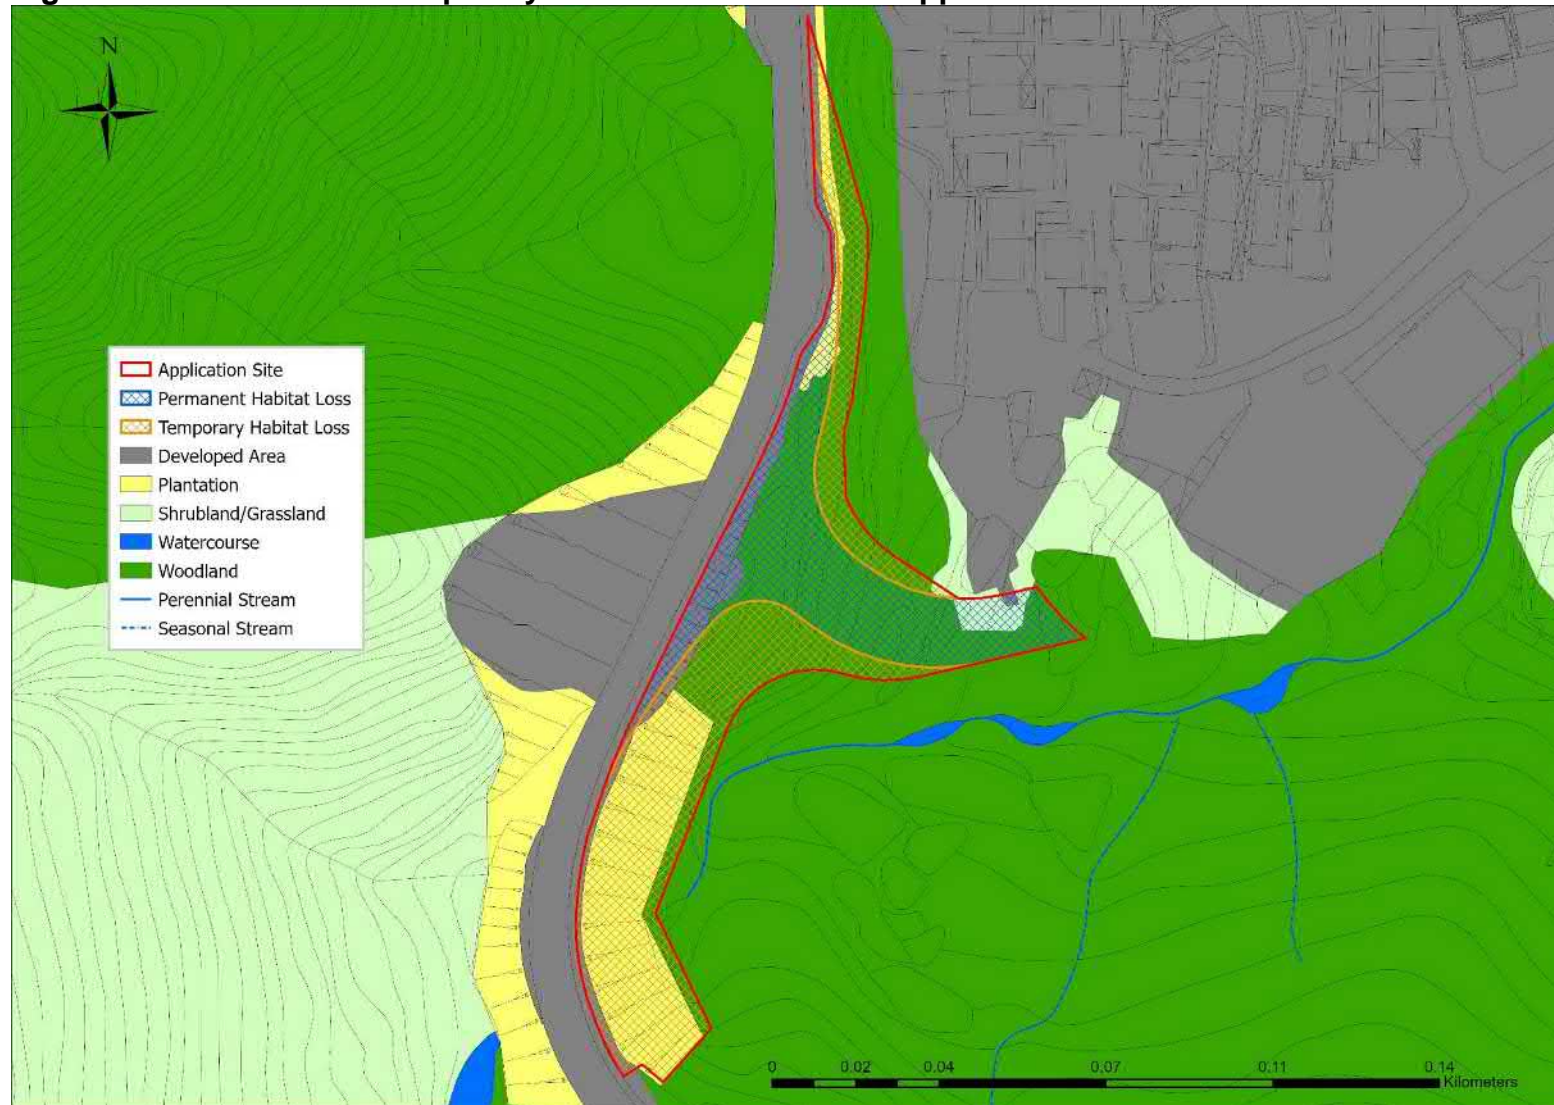 N
Application Site
Permanent Habitat Loss
Temporary Habitat Loss
Developed Area
Plantation
Shrubland/Grassland
Watercourse
Woodland
Perennial Stream
Seasonal Stream
0 0.02 0.04 0.07 0.11 0.14
Kilometers